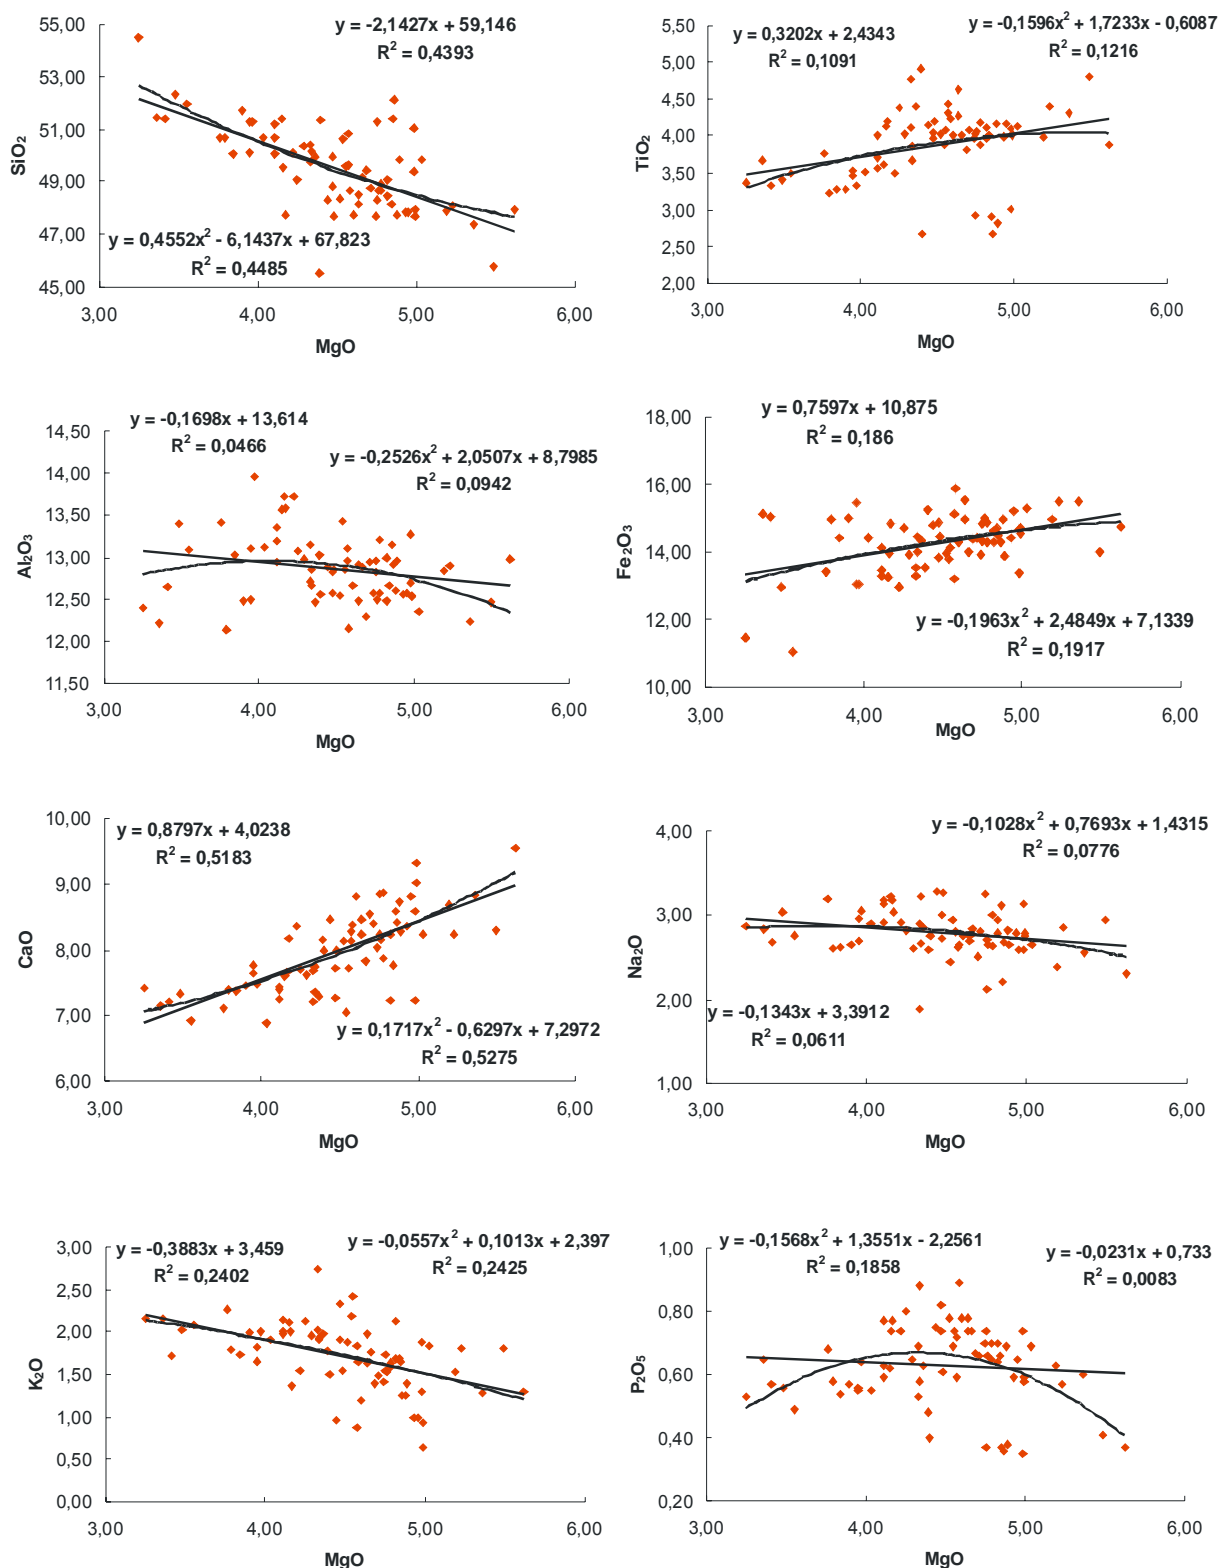 y = -2,1427x + 59,146
R² = 0,4393
55,00
53,00
51,00
49,00
47,00
45,00
SiO₂
y = 0,4552x² - 6,1437x + 67,823
R² = 0,4485
3,00 4,00 5,00 6,00
MgO
y = 0,3202x + 2,4343
R² = 0,1091
y = -0,1596x² + 1,7233x - 0,6087
R² = 0,1216
5,50
5,00
4,50
4,00
3,50
3,00
2,50
2,00
TiO₂
3,00 4,00 5,00 6,00
MgO
y = -0,1698x + 13,614
R² = 0,0466
y = -0,2526x² + 2,0507x + 8,7985
R² = 0,0942
14,50
14,00
13,50
13,00
12,50
12,00
11,50
Al₂O₃
3,00 4,00 5,00 6,00
MgO
y = 0,7597x + 10,875
R² = 0,186
18,00
16,00
14,00
12,00
10,00
Fe₂O₃
y = -0,1963x² + 2,4849x + 7,1339
R² = 0,1917
3,00 4,00 5,00 6,00
MgO
10,00
9,00
8,00
7,00
6,00
y = 0,8797x + 4,0238
R² = 0,5183
CaO
y = 0,1717x² - 0,6297x + 7,2972
R² = 0,5275
3,00 4,00 5,00 6,00
MgO
y = -0,1028x² + 0,7693x + 1,4315
R² = 0,0776
4,00
3,00
2,00
1,00
Na₂O
y = -0,1343x + 3,3912
R² = 0,0611
3,00 4,00 5,00 6,00
MgO
y = -0,3883x + 3,459
R² = 0,2402
y = -0,0557x² + 0,1013x + 2,397
R² = 0,2425
3,00
2,50
2,00
1,50
1,00
0,50
0,00
K₂O
3,00 4,00 5,00 6,00
MgO
y = -0,1568x² + 1,3551x - 2,2561
R² = 0,1858
y = -0,0231x + 0,733
R² = 0,0083
1,00
0,80
0,60
0,40
0,20
P₂O₅
3,00 4,00 5,00 6,00
MgO